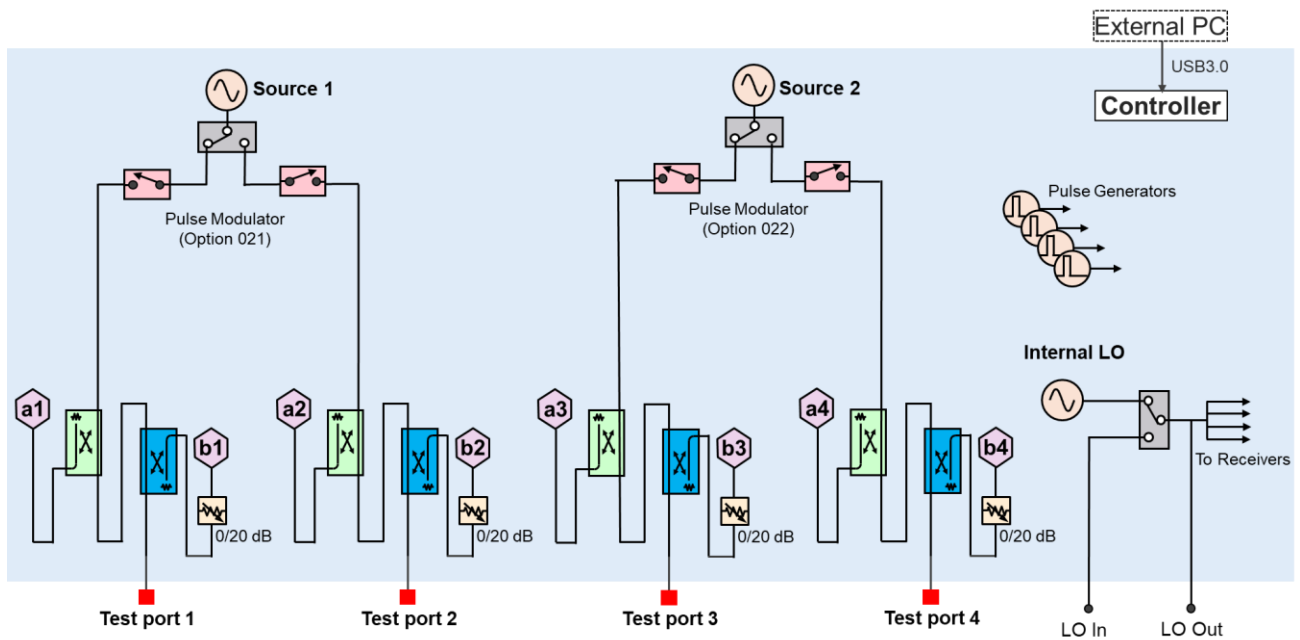 External PC
USB3.0
Controller
Source 1
Source 2
Pulse Modulator
(Option 021)
Pulse Modulator
(Option 022)
Pulse Generators
Internal LO
a1
b1
a2
b2
a3
b3
a4
b4
To Receivers
0/20 dB
0/20 dB
0/20 dB
0/20 dB
Test port 1
Test port 2
Test port 3
Test port 4
LO In
LO Out